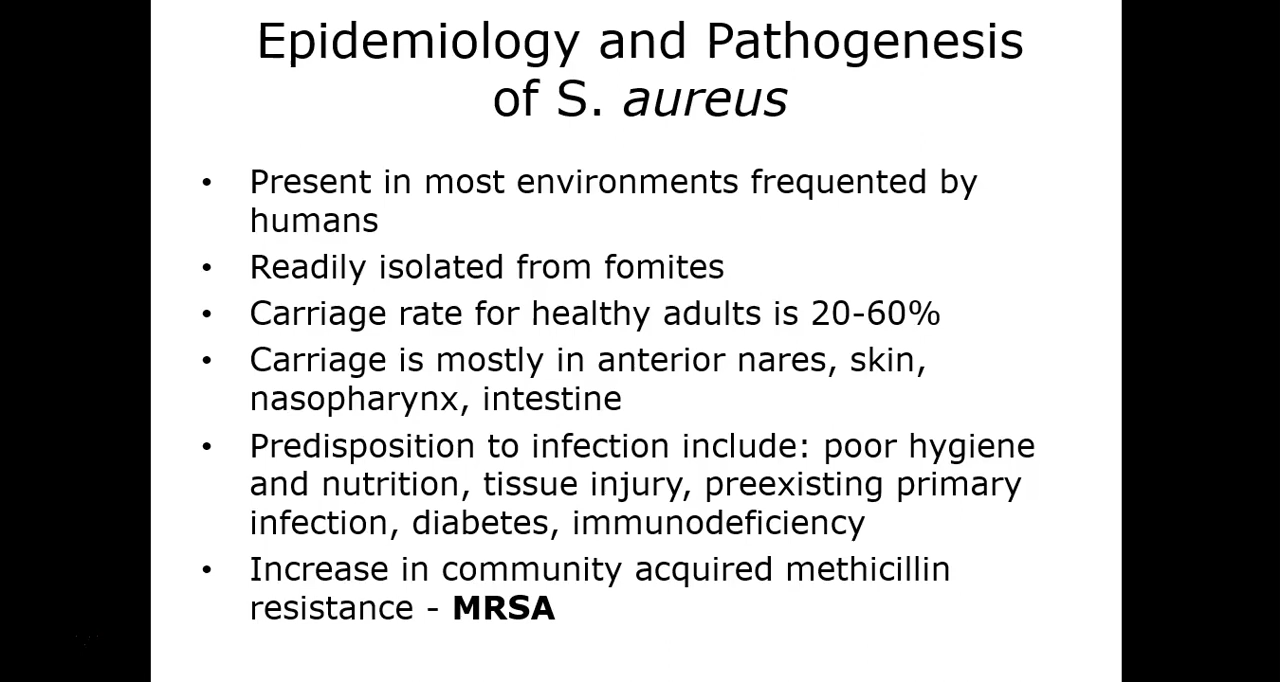 Epidemiology and Pathogenesis
of S. aureus
• Present in most environments frequented by
humans
• Readily isolated from fomites
• Carriage rate for healthy adults is 20-60%
• Carriage is mostly in anterior nares, skin,
nasopharynx, intestine
• Predisposition to infection include: poor hygiene
and nutrition, tissue injury, preexisting primary
infection, diabetes, immunodeficiency
• Increase in community acquired methicillin
resistance - MRSA